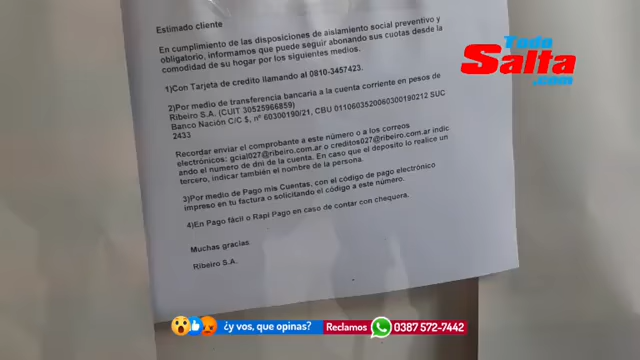 Estimado cliente
En cumplimiento de las disposiciones de aislamiento social preventivo y
obligatorio, informamos que puede seguir abonando sus cuotas desde la
comodidad de su hogar por los siguientes medios.
1)Con Tarjeta de credito llamando al 0810-3457423.
2)Por medio de transferencia bancaria a la cuenta corriente en pesos de
Ribeiro S.A. (CUIT 30525966859)
Banco Nación C/C $, nº 60300190/21, CBU 0110603520060300190212 SUC
2433
Recordar enviar el comprobante a este número o a los correos
electrónicos: gcial027@ribeiro.com.ar o creditos027@ribeiro.com.ar indic
ando el numero de dni de la cuenta. En caso que el deposito lo realice un
tercero, indicar también el nombre de la persona.
3)Por medio de Pago mis Cuentas, con el código de pago electrónico
impreso en tu factura o solicitando el código a este número.
4)En Pago fácil o Rapi Pago en caso de contar con chequera.
Muchas gracias
Ribeiro S.A.
Todo
Salta
.com
¿y vos, que opinas? Reclamos 0387 572-7442